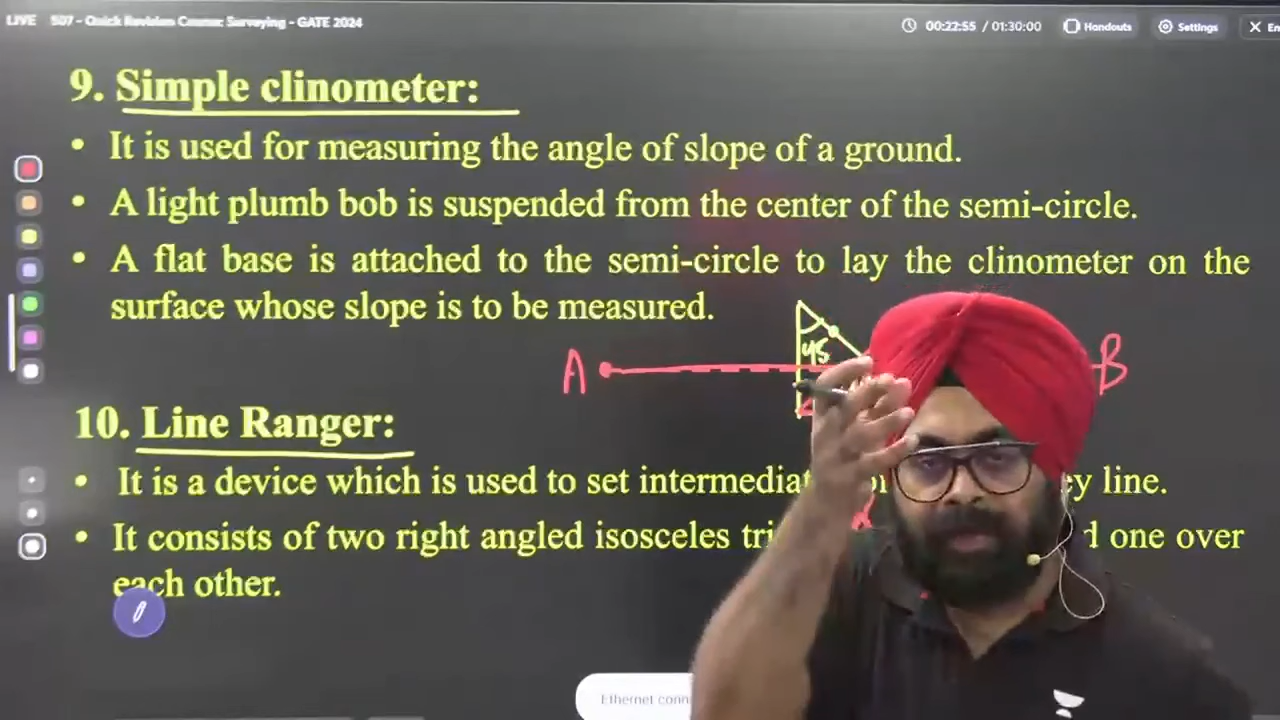 LIVE 507 - Quick Revision Course: Surveying - GATE 2024 00:22:55 / 01:30:00 Handouts Settings
9. Simple clinometer:
• It is used for measuring the angle of slope of a ground.
• A light plumb bob is suspended from the center of the semi-circle.
• A flat base is attached to the semi-circle to lay the clinometer on the
surface whose slope is to be measured.
45
A B
10. Line Ranger:
• It is a device which is used to set line.
• It consists of two right angled isosceles one over
each other.
Ethernet